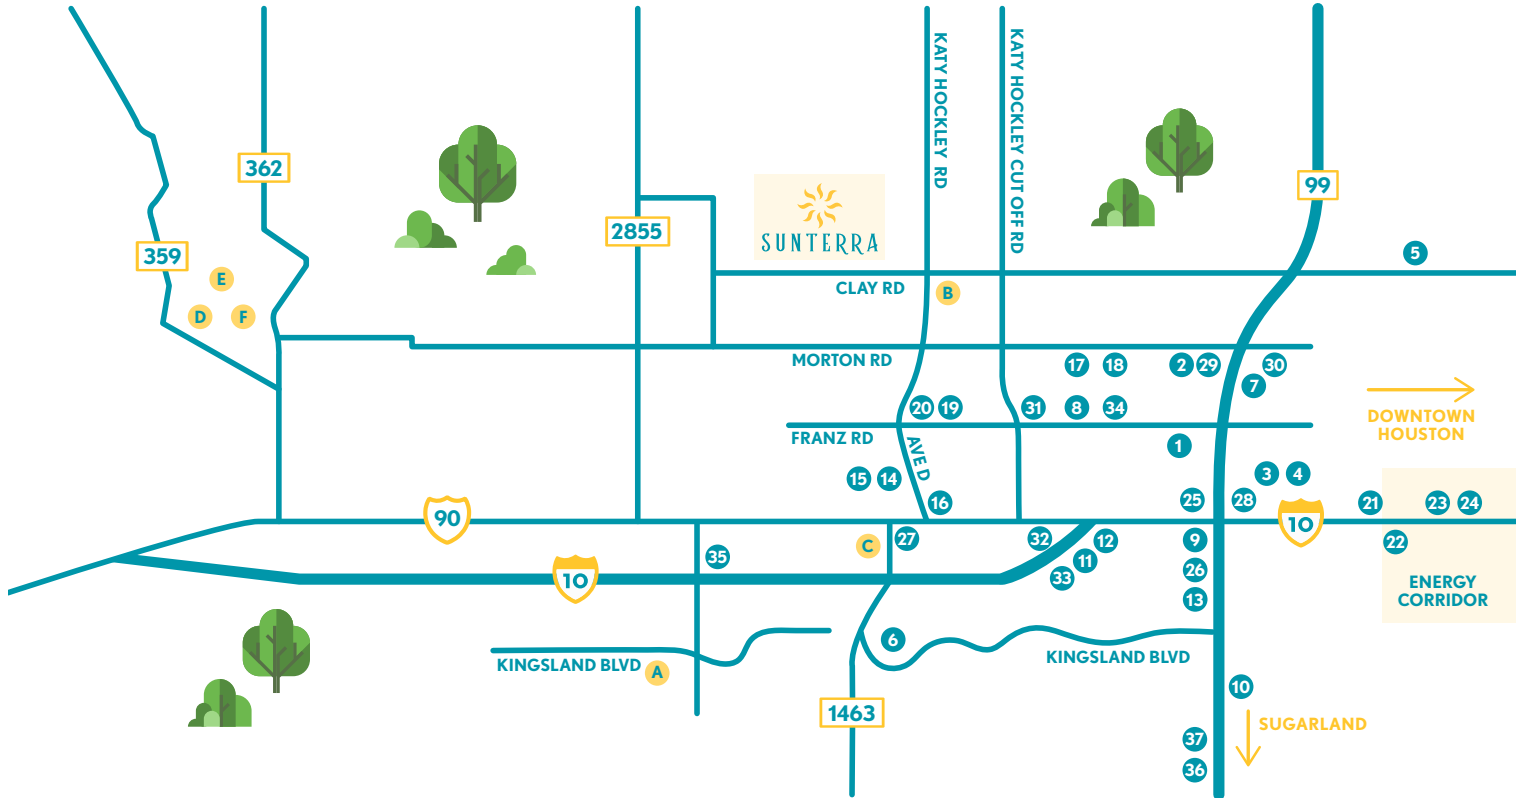 KATY HOCKLEY RD
KATY HOCKLEY CUT OFF RD
362
99
2855
SUNTERRA
359
5
E
CLAY RD
B
D
F
MORTON RD
17
18
2
29
30
7
20
19
31
8
34
DOWNTOWN
HOUSTON
FRANZ RD
AVE D
1
15
14
3
4
16
25
28
21
23
24
90
10
C
27
32
12
9
22
35
11
10
33
26
ENERGY
CORRIDOR
13
6
KINGSLAND BLVD
A
KINGSLAND BLVD
10
1463
SUGARLAND
37
36